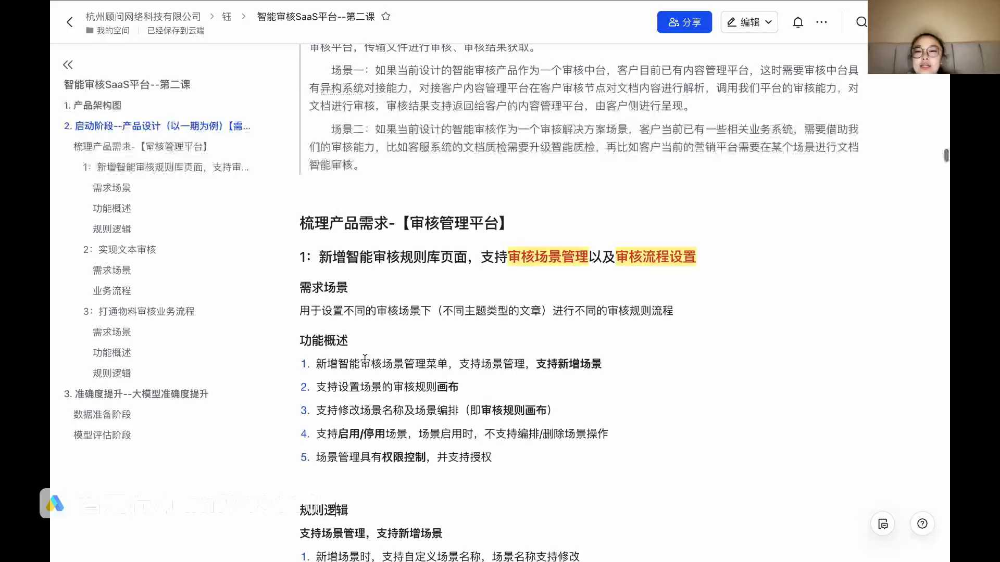 杭州顾问网络科技有限公司 > 钰 > 智能审核SaaS平台--第二课
我的空间 | 已经保存到云端
分享
编辑
智能审核SaaS平台--第二课
1. 产品架构图
2. 启动阶段--产品设计（以一期为例）【需...
梳理产品需求-【审核管理平台】
1：新增智能审核规则库页面，支持审...
需求场景
功能概述
规则逻辑
2：实现文本审核
需求场景
业务流程
3：打通物料审核业务流程
需求场景
功能概述
规则逻辑
3. 准确度提升--大模型准确度提升
数据准备阶段
模型评估阶段
审核平台，传输文件进行审核、审核结果获取。
场景一：如果当前设计的智能审核产品作为一个审核中台，客户目前已有内容管理平台，这时需要审核中台具
有异构系统对接能力，对接客户内容管理平台在客户审核节点对文档内容进行解析，调用我们平台的审核能力，对
文档进行审核，审核结果支持返回给客户的内容管理平台，由客户侧进行呈现。
场景二：如果当前设计的智能审核作为一个审核解决方案场景，客户当前已有一些相关业务系统，需要借助我
们的审核能力，比如客服系统的文档质检需要升级智能质检，再比如客户当前的营销平台需要在某个场景进行文档
智能审核。
梳理产品需求-【审核管理平台】
1：新增智能审核规则库页面，支持审核场景管理以及审核流程设置
需求场景
用于设置不同的审核场景下（不同主题类型的文章）进行不同的审核规则流程
功能概述
1. 新增智能审核场景管理菜单，支持场景管理，支持新增场景
2. 支持设置场景的审核规则画布
3. 支持修改场景名称及场景编排（即审核规则画布）
4. 支持启用/停用场景，场景启用时，不支持编排/删除场景操作
5. 场景管理具有权限控制，并支持授权
规则逻辑
支持场景管理，支持新增场景
1. 新增场景时，支持自定义场景名称，场景名称支持修改